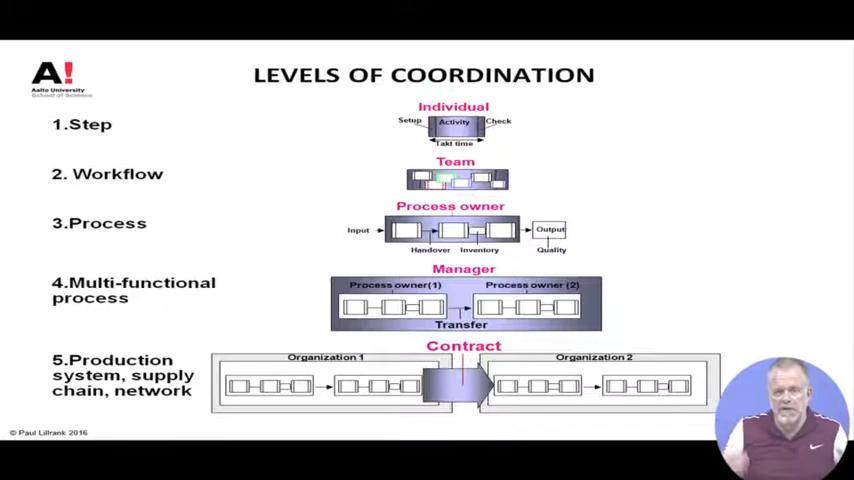 A!
Aalto University
School of Science
LEVELS OF COORDINATION
1.Step
Individual
Setup
Activity
Check
Takt time
2. Workflow
Team
3.Process
Process owner
Input
Output
Handover
Inventory
Quality
4.Multi-functional
process
Manager
Process owner(1)
Process owner (2)
Transfer
5.Production
system, supply
chain, network
Contract
Organization 1
Organization 2
© Paul Lillrank 2016